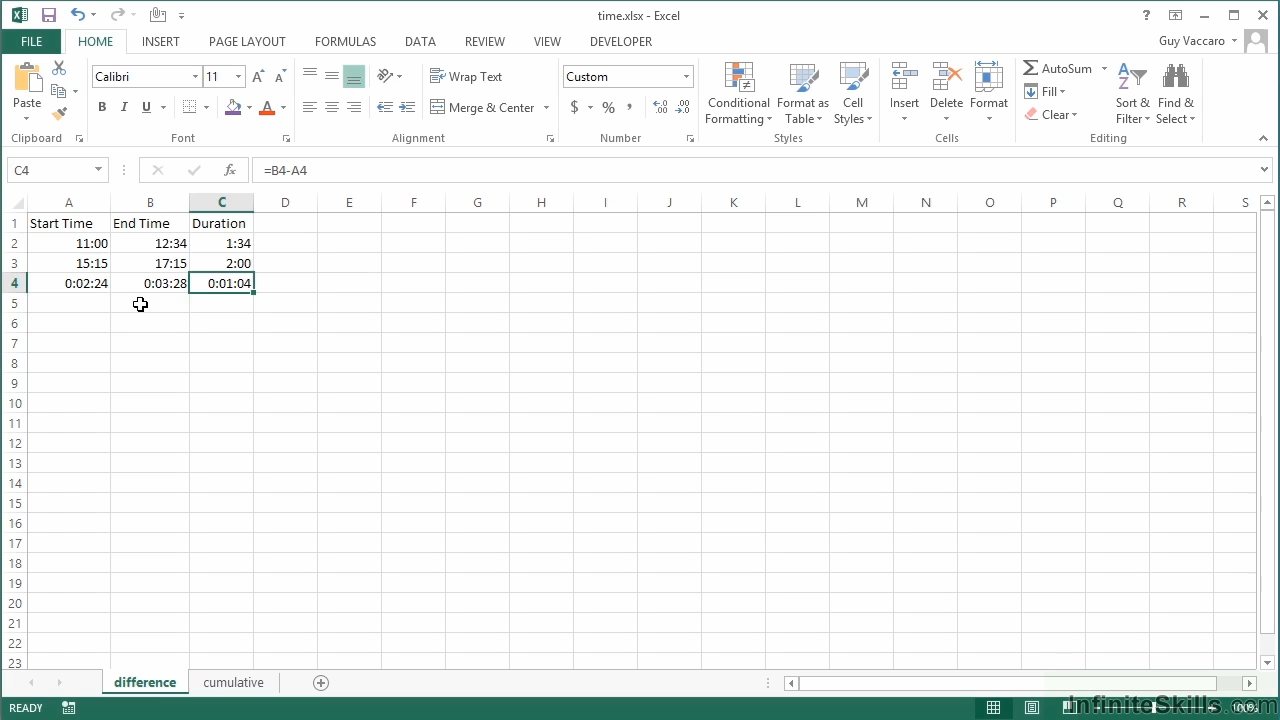 time.xlsx - Excel
?
FILE HOME INSERT PAGE LAYOUT FORMULAS DATA REVIEW VIEW DEVELOPER Guy Vaccaro
Calibri 11 A A Wrap Text Custom AutoSum
Fill
Paste B I U A Merge & Center $ % , Conditional Formatting Format as Table Cell Styles Insert Delete Format Clear Sort & Filter Find & Select
Clipboard Font Alignment Number Styles Cells Editing
C4 fx =B4-A4
A B C D E F G H I J K L M N O P Q R S
1 Start Time End Time Duration
2 11:00 12:34 1:34
3 15:15 17:15 2:00
4 0:02:24 0:03:28 0:01:04
5
6
7
8
9
10
11
12
13
14
15
16
17
18
19
20
21
22
23
difference cumulative
READY 100%
InfiniteSkills.com